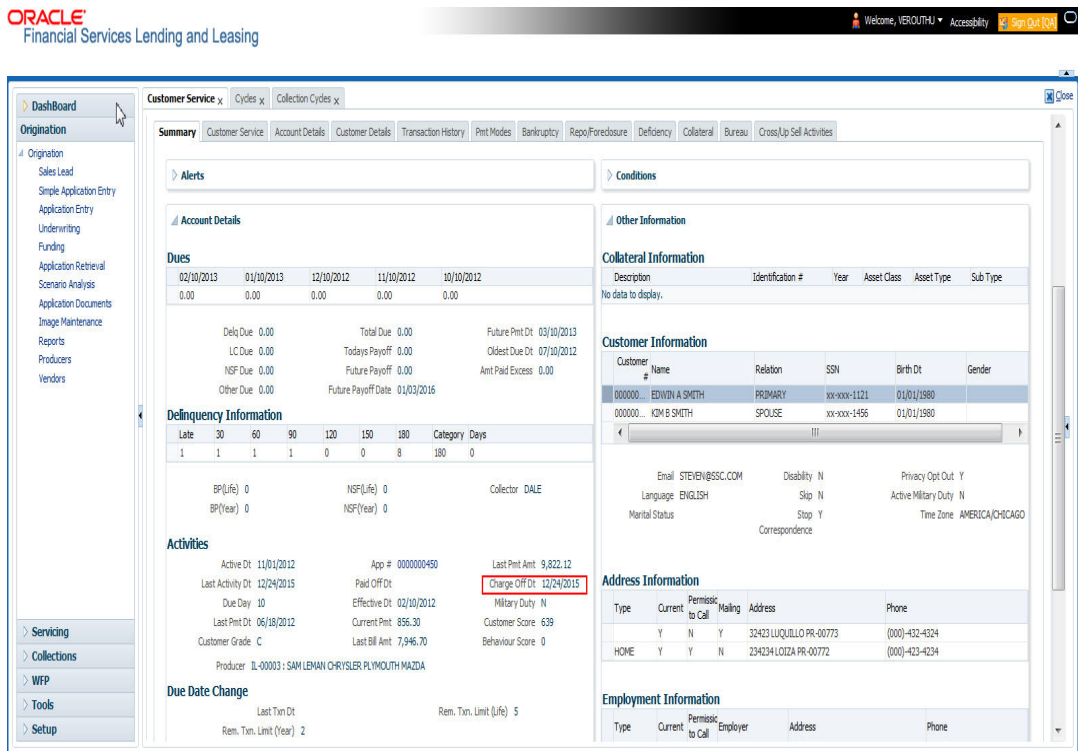 ORACLE'
Financial Services Lending and Leasing
Welcome, VEROUTHU Accessibility Sign Out [QA]
Close
DashBoard
Origination
Origination
Sales Lead
Simple Application Entry
Application Entry
Underwriting
Funding
Application Retrieval
Scenario Analysis
Application Documents
Image Maintenance
Reports
Producers
Vendors
Servicing
Collections
WFP
Tools
Setup
Customer Service x Cycles x Collection Cycles x
Summary Customer Service Account Details Customer Details Transaction History Pmt Modes Bankruptcy Repo/Foreclosure Deficiency Collateral Bureau Cross/Up Sell Activities
Alerts
Account Details
Dues
02/10/2013 01/10/2013 12/10/2012 11/10/2012 10/10/2012
0.00 0.00 0.00 0.00 0.00
Delq Due 0.00 Total Due 0.00 Future Pmt Dt 03/10/2013
LC Due 0.00 Todays Payoff 0.00 Oldest Due Dt 07/10/2012
NSF Due 0.00 Future Payoff 0.00 Amt Paid Excess 0.00
Other Due 0.00 Future Payoff Date 01/03/2016
Delinquency Information
Late 30 60 90 120 150 180 Category Days
1 1 1 1 0 0 8 180 0
BP(Life) 0 NSF(Life) 0 Collector DALE
BP(Year) 0 NSF(Year) 0
Activities
Active Dt 11/01/2012 App # 0000000450 Last Pmt Amt 9,822.12
Last Activity Dt 12/24/2015 Paid Off Dt Charge Off Dt 12/24/2015
Due Day 10 Effective Dt 02/10/2012 Military Duty N
Last Pmt Dt 06/18/2012 Current Pmt 856.30 Customer Score 639
Customer Grade C Last Bill Amt 7,946.70 Behaviour Score 0
Producer IL-00003 : SAM LEMAN CHRYSLER PLYMOUTH MAZDA
Due Date Change
Last Txn Dt Rem. Txn. Limit (Life) 5
Rem. Txn. Limit (Year) 2
Conditions
Other Information
Collateral Information
Description Identification # Year Asset Class Asset Type Sub Type
No data to display.
Customer Information
Customer # Name Relation SSN Birth Dt Gender
000000... EDWIN A SMITH PRIMARY xx-xxx-1121 01/01/1980
000000... KIM B SMITH SPOUSE xx-xxx-1456 01/01/1980
Email STEVEN@SSC.COM Disability N Privacy Opt Out Y
Language ENGLISH Skip N Active Military Duty N
Marital Status Stop Correspondence Y Time Zone AMERICA/CHICAGO
Address Information
Type Current Permissio to Call Mailing Address Phone
Y N Y 32423 LUQUILLO PR-00773 (000)-432-4324
HOME Y Y N 234234 LOIZA PR-00772 (000)-423-4234
Employment Information
Type Current Permissio to Call Employer Address Phone